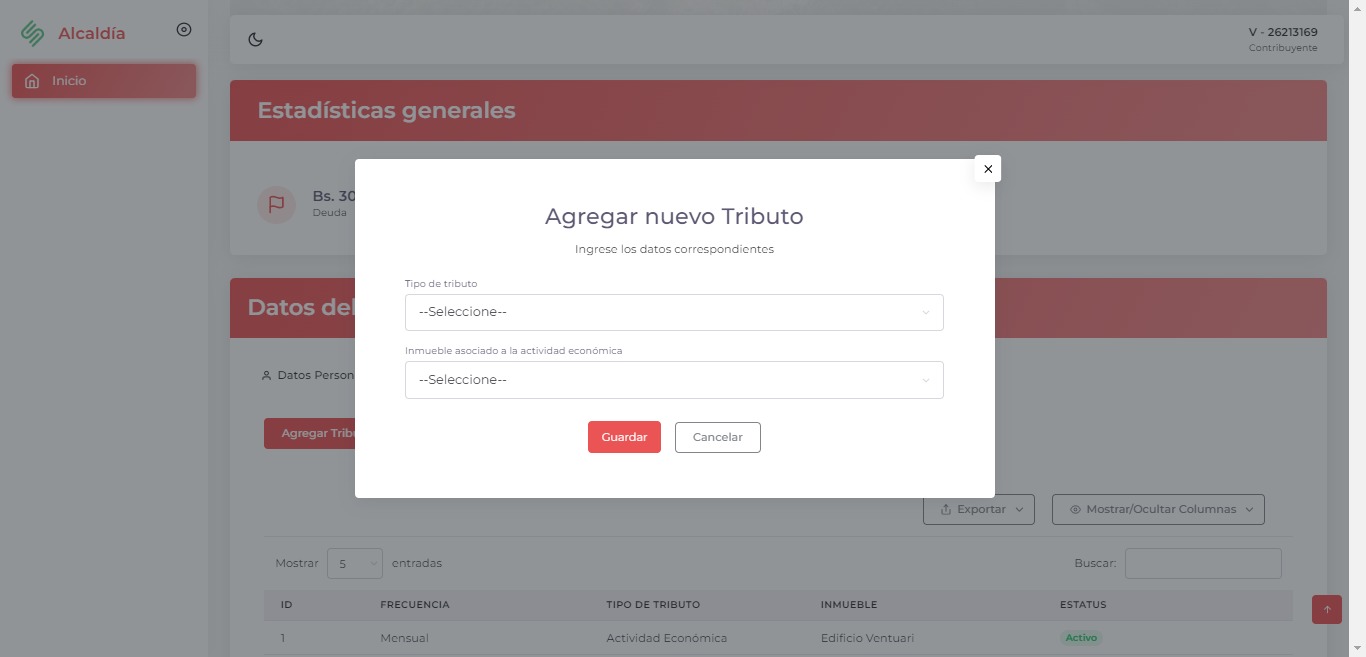 Alcaldía
Inicio
V - 26213169
Contribuyente
Estadísticas generales
Bs. 30
Deuda
Agregar nuevo Tributo
Ingrese los datos correspondientes
Tipo de tributo
--Seleccione--
Inmueble asociado a la actividad económica
--Seleccione--
Guardar Cancelar
Datos del
Datos Person
Agregar Tribu
Exportar Mostrar/Ocultar Columnas
Mostrar 5 entradas Buscar:
ID FRECUENCIA TIPO DE TRIBUTO INMUEBLE ESTATUS
1 Mensual Actividad Económica Edificio Ventuari Activo